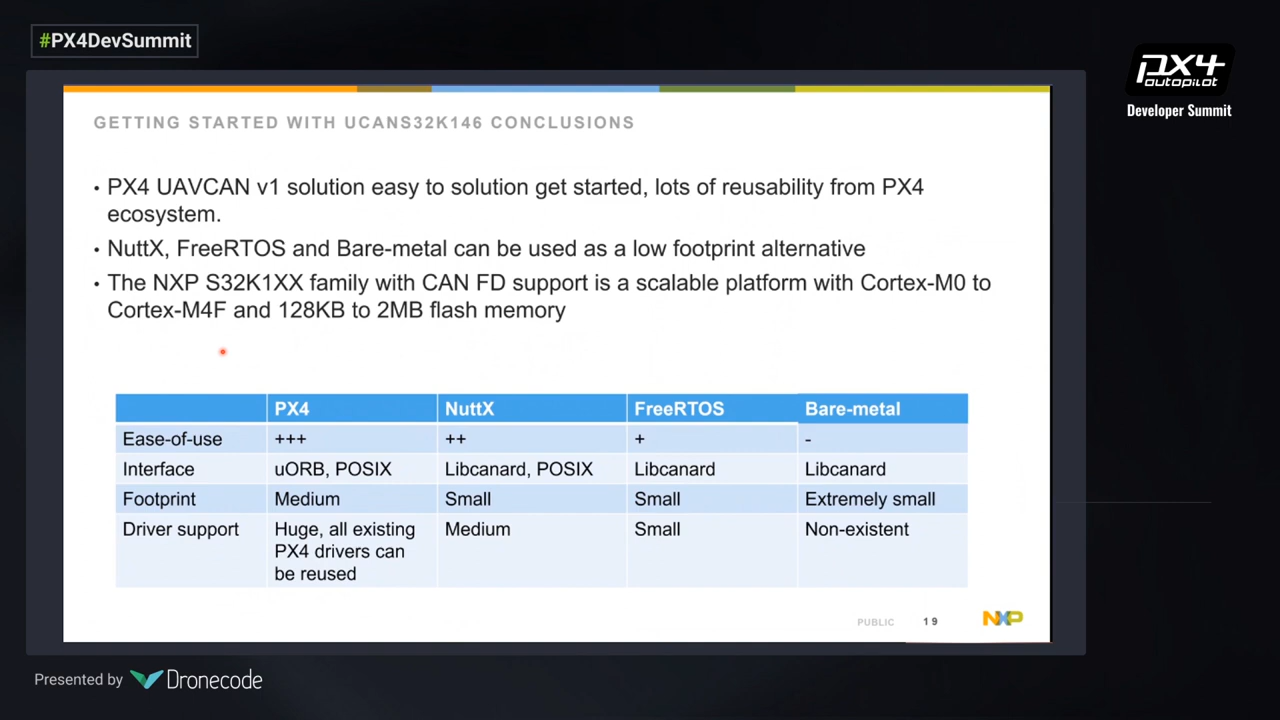 #PX4DevSummit
px4
autopilot
Developer Summit
GETTING STARTED WITH UCANS32K146 CONCLUSIONS
• PX4 UAVCAN v1 solution easy to solution get started, lots of reusability from PX4
ecosystem.
• NuttX, FreeRTOS and Bare-metal can be used as a low footprint alternative
• The NXP S32K1XX family with CAN FD support is a scalable platform with Cortex-M0 to
Cortex-M4F and 128KB to 2MB flash memory
PX4 NuttX FreeRTOS Bare-metal
Ease-of-use +++ ++ + -
Interface uORB, POSIX Libcanard, POSIX Libcanard Libcanard
Footprint Medium Small Small Extremely small
Driver support Huge, all existing Medium Small Non-existent
PX4 drivers can
be reused
PUBLIC 19 NXP
Presented by Dronecode